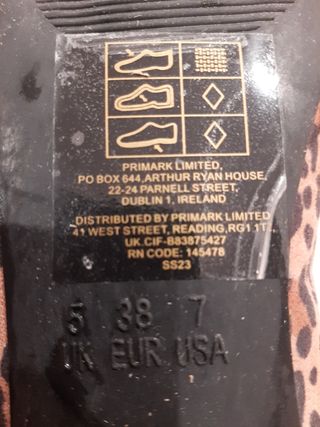 PRIMARK LIMITED,
PO BOX 644, ARTHUR RYAN HOUSE,
22-24 PARNELL STREET,
DUBLIN 1, IRELAND
DISTRIBUTED BY PRIMARK LIMITED
41 WEST STREET, READING, RG1 1T
UK.CIF-B83875427
RN CODE: 145478
SS23
5 38 7
UK EUR USA